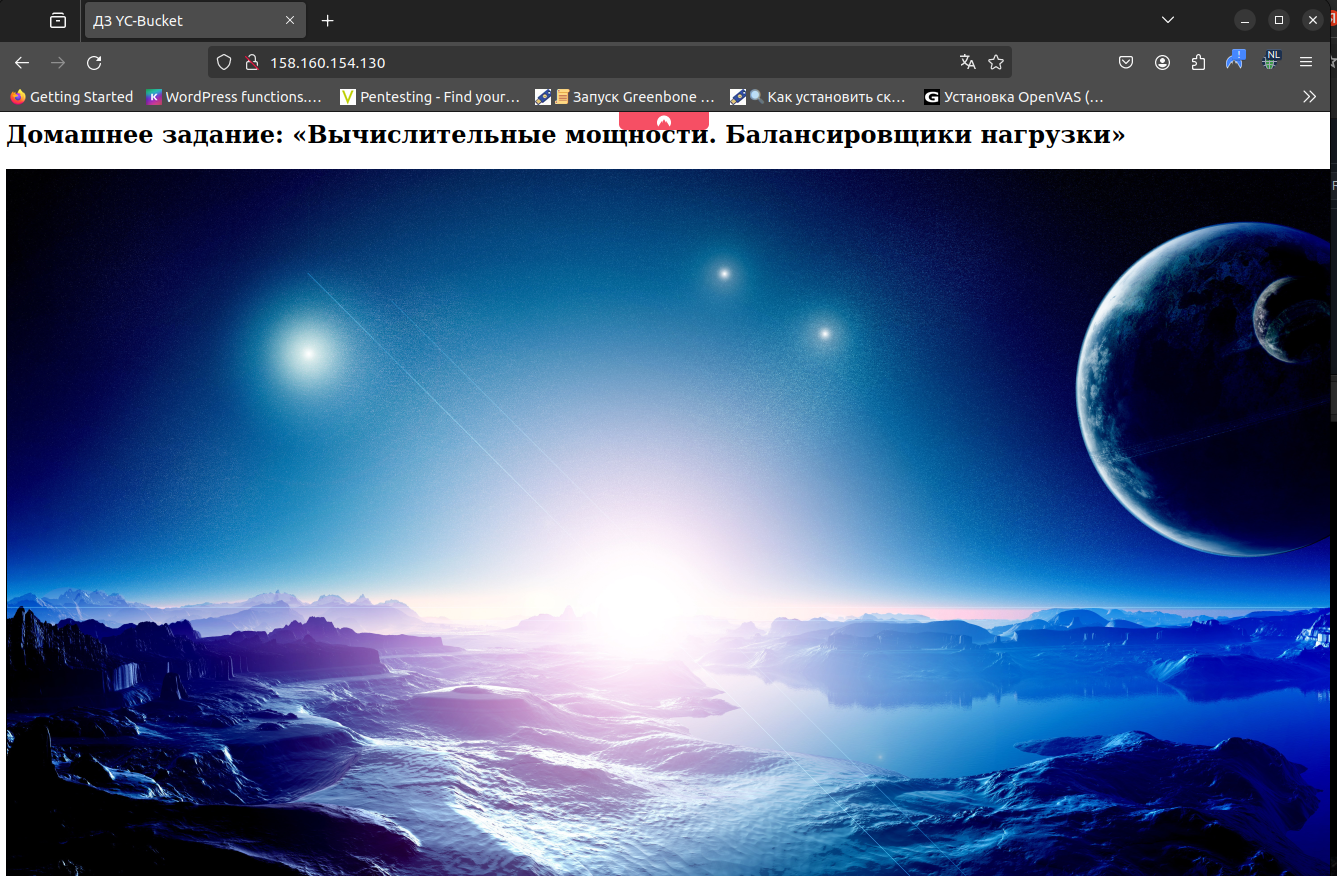 ДЗ YC-Bucket
158.160.154.130
Getting Started WordPress functions.... Pentesting - Find your... Запуск Greenbone ... Как установить ск... Установка OpenVAS (...
NL
Домашнее задание: «Вычислительные мощности. Балансировщики нагрузки»